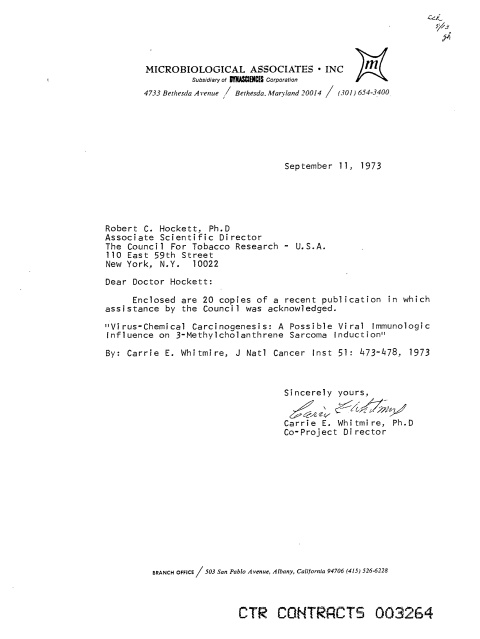 cck
9/13
gh
MICROBIOLOGICAL ASSOCIATES • INC
m
Subsidiary of DYNASCIENCES Corporation
4733 Bethesda Avenue / Bethesda, Maryland 20014 / (301) 654-3400
September 11, 1973
Robert C. Hockett, Ph.D
Associate Scientific Director
The Council For Tobacco Research - U.S.A.
110 East 59th Street
New York, N.Y. 10022
Dear Doctor Hockett:
Enclosed are 20 copies of a recent publication in which
assistance by the Council was acknowledged.
"Virus-Chemical Carcinogenesis: A Possible Viral Immunologic
Influence on 3-Methylcholanthrene Sarcoma Induction"
By: Carrie E. Whitmire, J Natl Cancer Inst 51: 473-478, 1973
Sincerely yours,
Carrie E Whitmire
Carrie E. Whitmire, Ph.D
Co-Project Director
BRANCH OFFICE / 503 San Pablo Avenue, Albany, California 94706 (415) 526-6228
CTR CONTRACTS 003264